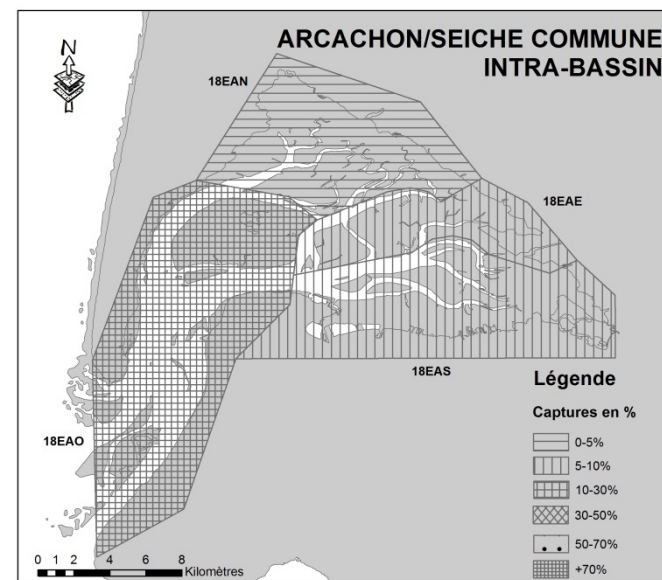 ARCACHON/SEICHE COMMUNE
INTRA-BASSIN
N
18EAN
18EAE
18EAS
18EAO
Légende
Captures en %
0-5%
5-10%
10-30%
30-50%
50-70%
+70%
0 1 2 4 6 8
Kilomètres